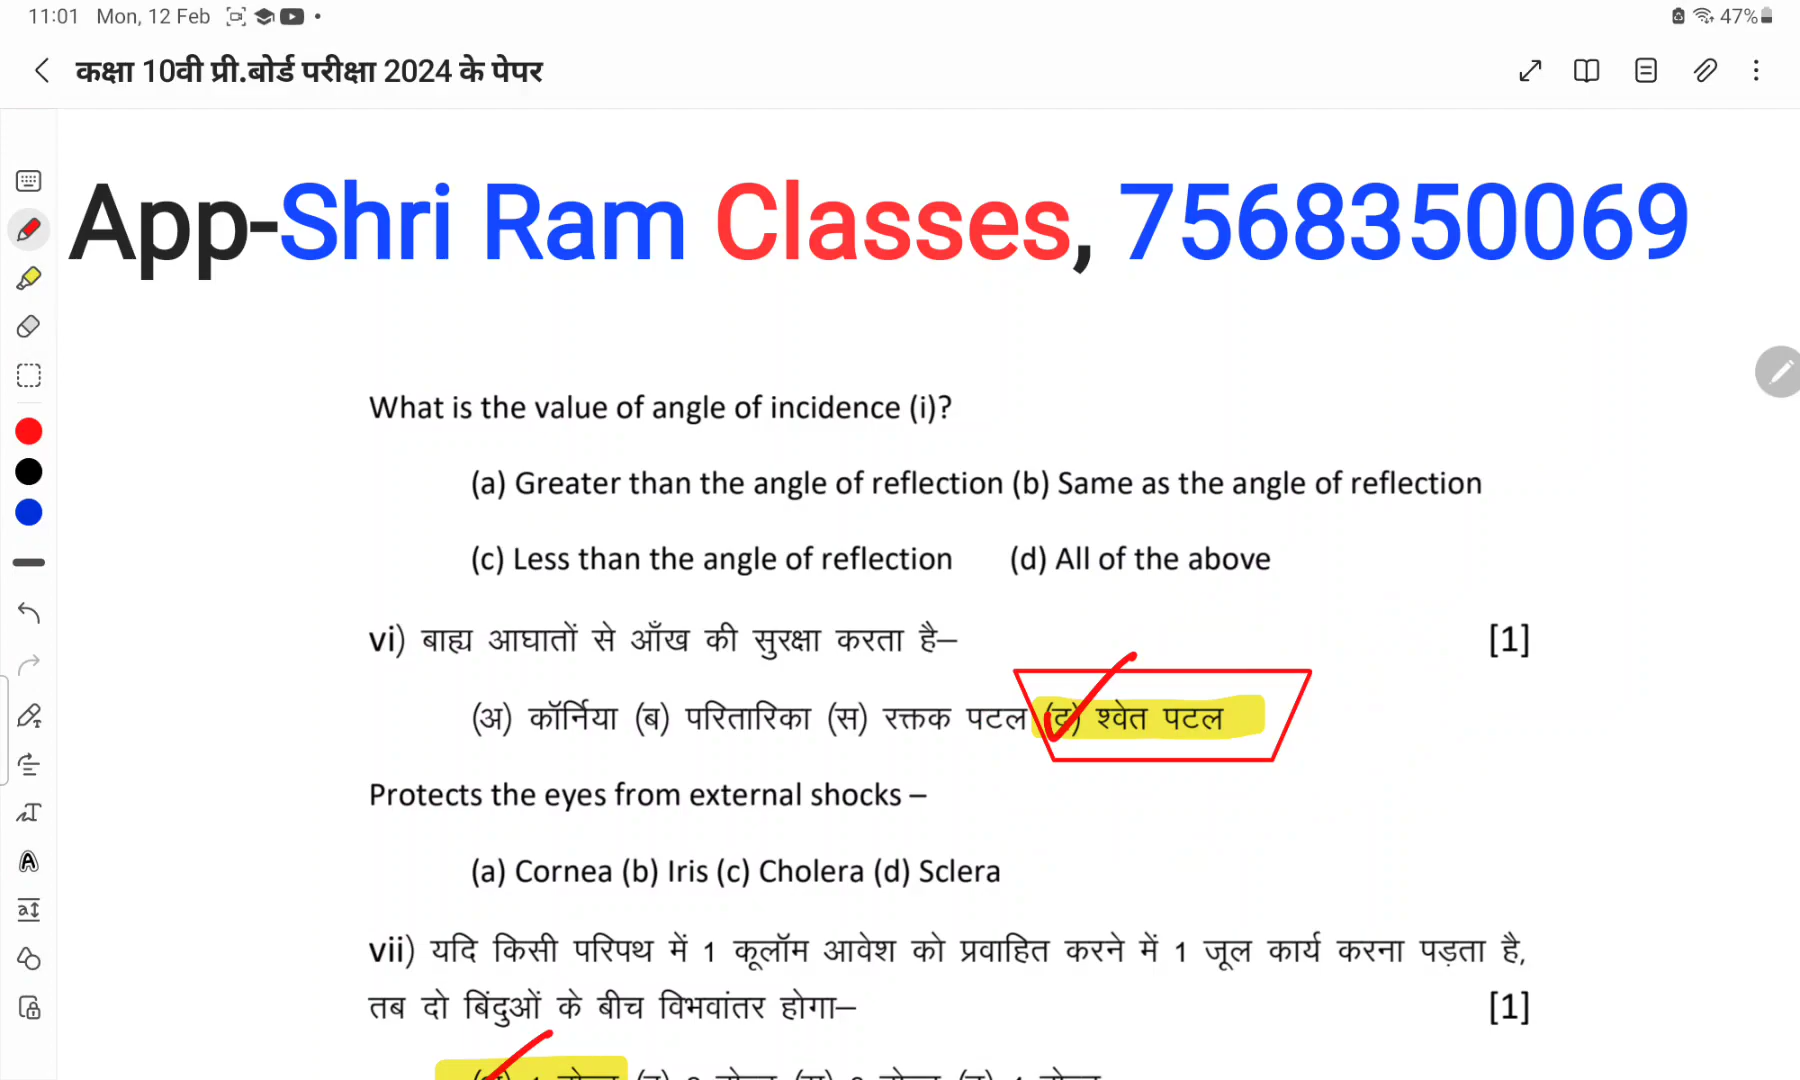 11:01 Mon, 12 Feb
47%
कक्षा 10वी प्री.बोर्ड परीक्षा 2024 के पेपर
App-Shri Ram Classes, 7568350069
What is the value of angle of incidence (i)?
(a) Greater than the angle of reflection (b) Same as the angle of reflection
(c) Less than the angle of reflection (d) All of the above
vi) बाह्य आघातों से आँख की सुरक्षा करता है– [1]
(अ) कॉर्निया (ब) परितारिका (स) रक्तक पटल (द) श्वेत पटल
Protects the eyes from external shocks –
(a) Cornea (b) Iris (c) Cholera (d) Sclera
vii) यदि किसी परिपथ में 1 कूलॉम आवेश को प्रवाहित करने में 1 जूल कार्य करना पड़ता है,
तब दो बिंदुओं के बीच विभवांतर होगा– [1]